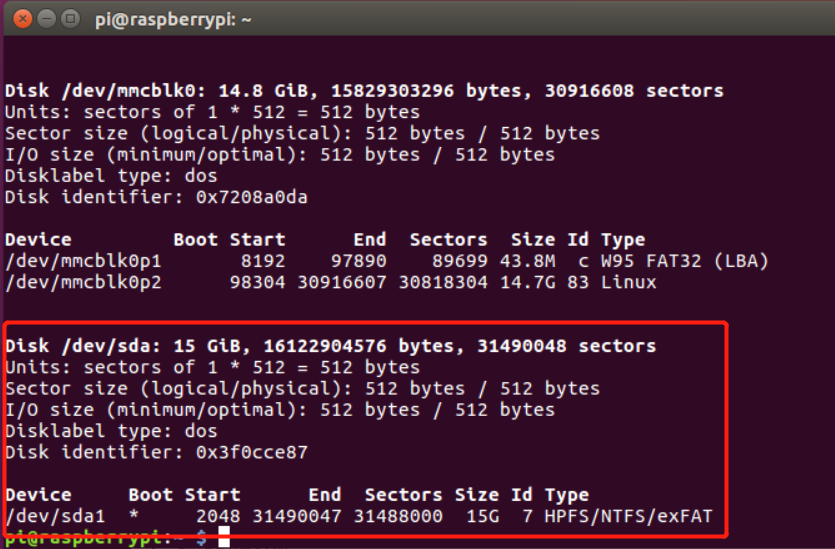 pi@raspberrypi: ~
Disk /dev/mmcblk0: 14.8 GiB, 15829303296 bytes, 30916608 sectors
Units: sectors of 1 * 512 = 512 bytes
Sector size (logical/physical): 512 bytes / 512 bytes
I/O size (minimum/optimal): 512 bytes / 512 bytes
Disklabel type: dos
Disk identifier: 0x7208a0da
Device Boot Start End Sectors Size Id Type
/dev/mmcblk0p1 8192 97890 89699 43.8M c W95 FAT32 (LBA)
/dev/mmcblk0p2 98304 30916607 30818304 14.7G 83 Linux
Disk /dev/sda: 15 GiB, 16122904576 bytes, 31490048 sectors
Units: sectors of 1 * 512 = 512 bytes
Sector size (logical/physical): 512 bytes / 512 bytes
I/O size (minimum/optimal): 512 bytes / 512 bytes
Disklabel type: dos
Disk identifier: 0x3f0cce87
Device Boot Start End Sectors Size Id Type
/dev/sda1 * 2048 31490047 31488000 15G 7 HPFS/NTFS/exFAT
pi@raspberrypi:~ $